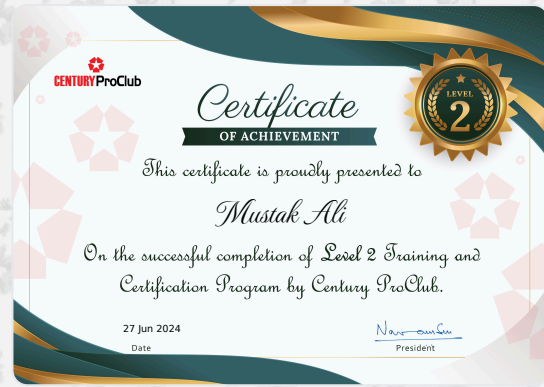 CENTURY ProClub
LEVEL
2
Certificate
OF ACHIEVEMENT
This certificate is proudly presented to
Mustak Ali
On the successful completion of Level 2 Training and
Certification Program by Century ProClub.
27 Jun 2024
Date
President